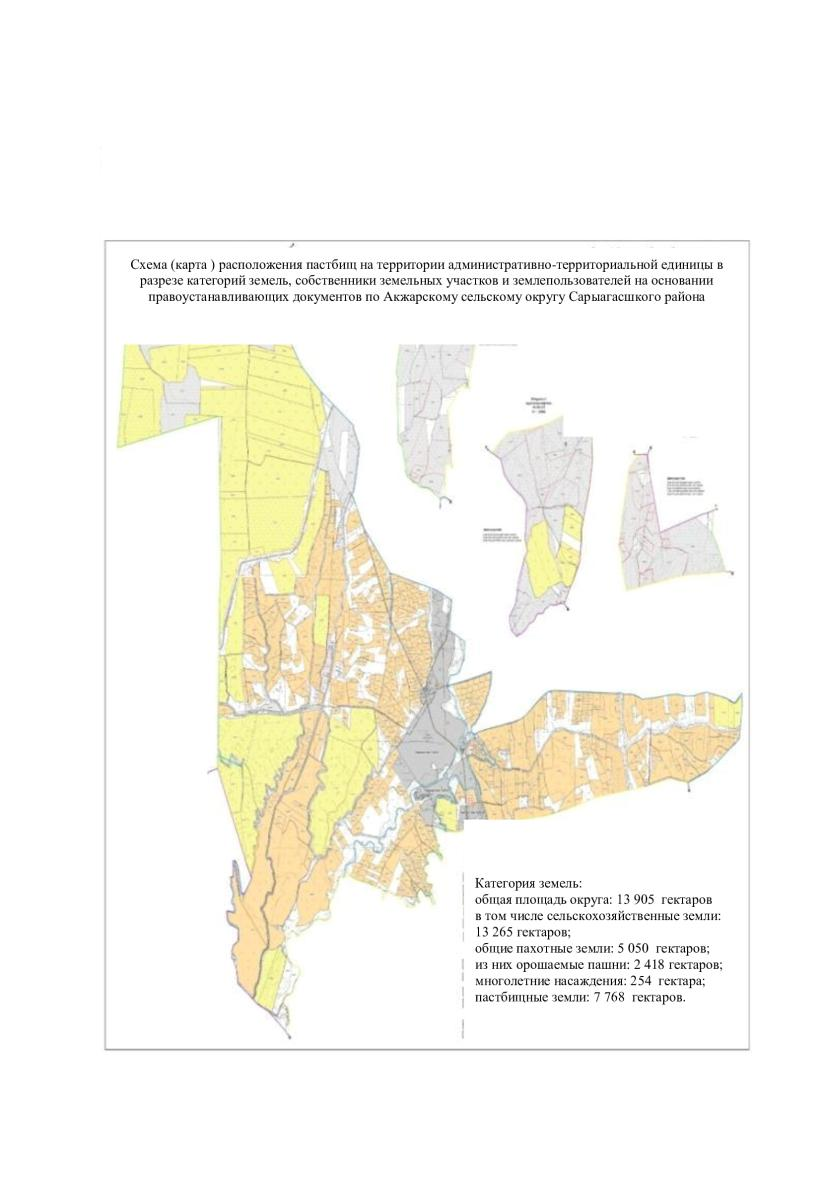 Схема (карта ) расположения пастбищ на территории административно-территориальной единицы в
разрезе категорий земель, собственники земельных участков и землепользователей на основании
правоустанавливающих документов по Акжарскому сельскому округу Сарыагасшкого района
Категория земель:
общая площадь округа: 13 905 гектаров
в том числе сельскохозяйственные земли:
13 265 гектаров;
общие пахотные земли: 5 050 гектаров;
из них орошаемые пашни: 2 418 гектаров;
многолетние насаждения: 254 гектара;
пастбищные земли: 7 768 гектаров.